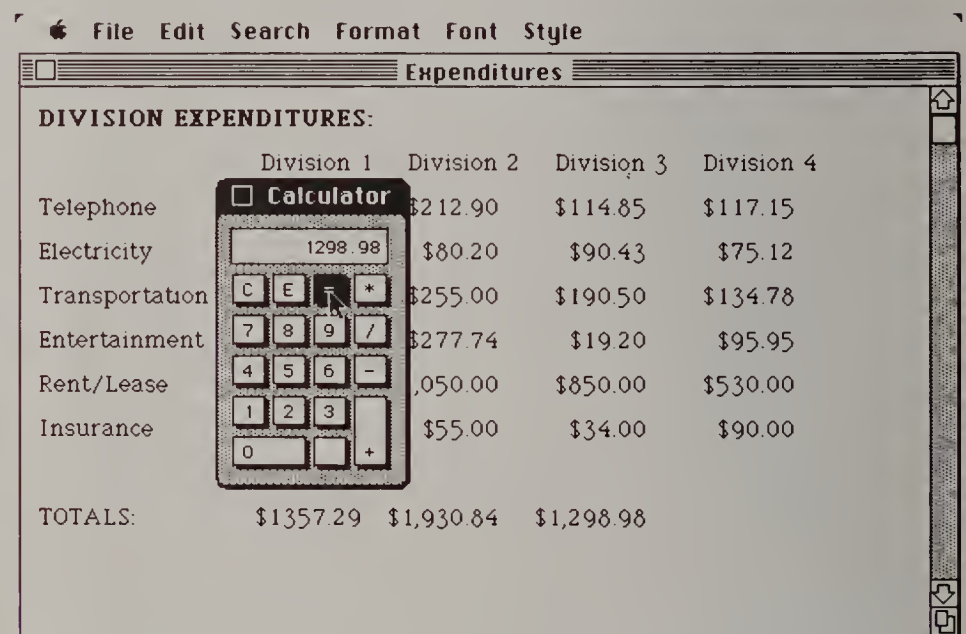 File Edit Search Format Font Style
Expenditures
DIVISION EXPENDITURES:
Division 1 Division 2 Division 3 Division 4
Telephone $212.90 $114.85 $117.15
Electricity $80.20 $90.43 $75.12
Transportation $255.00 $190.50 $134.78
Entertainment $277.74 $19.20 $95.95
Rent/Lease ,050.00 $850.00 $530.00
Insurance $55.00 $34.00 $90.00
TOTALS: $1357.29 $1,930.84 $1,298.98
Calculator
1298.98
C E = *
7 8 9 /
4 5 6 -
1 2 3
0 +